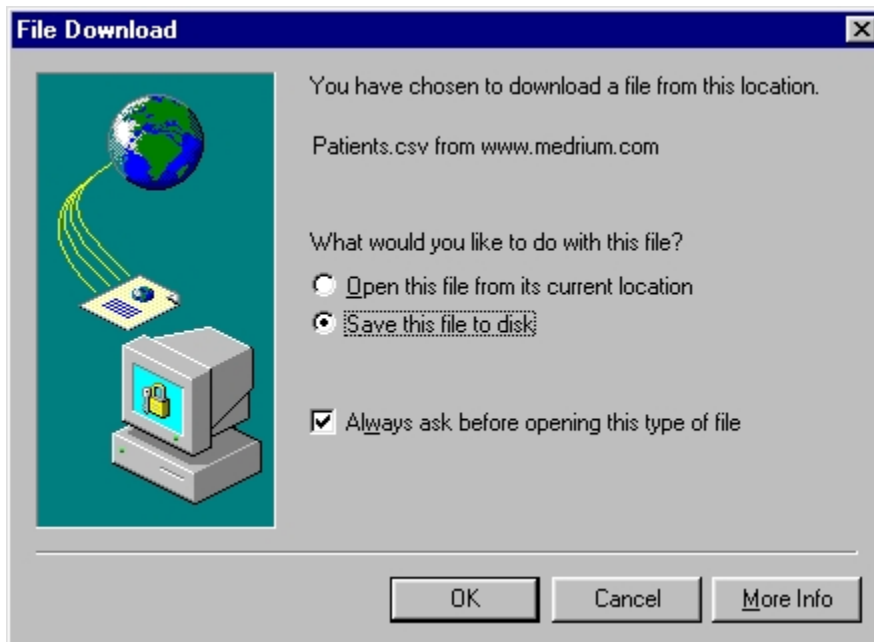 File Download
You have chosen to download a file from this location.
Patients.csv from www.medrium.com
What would you like to do with this file?
Open this file from its current location
Save this file to disk
Always ask before opening this type of file
OK Cancel More Info